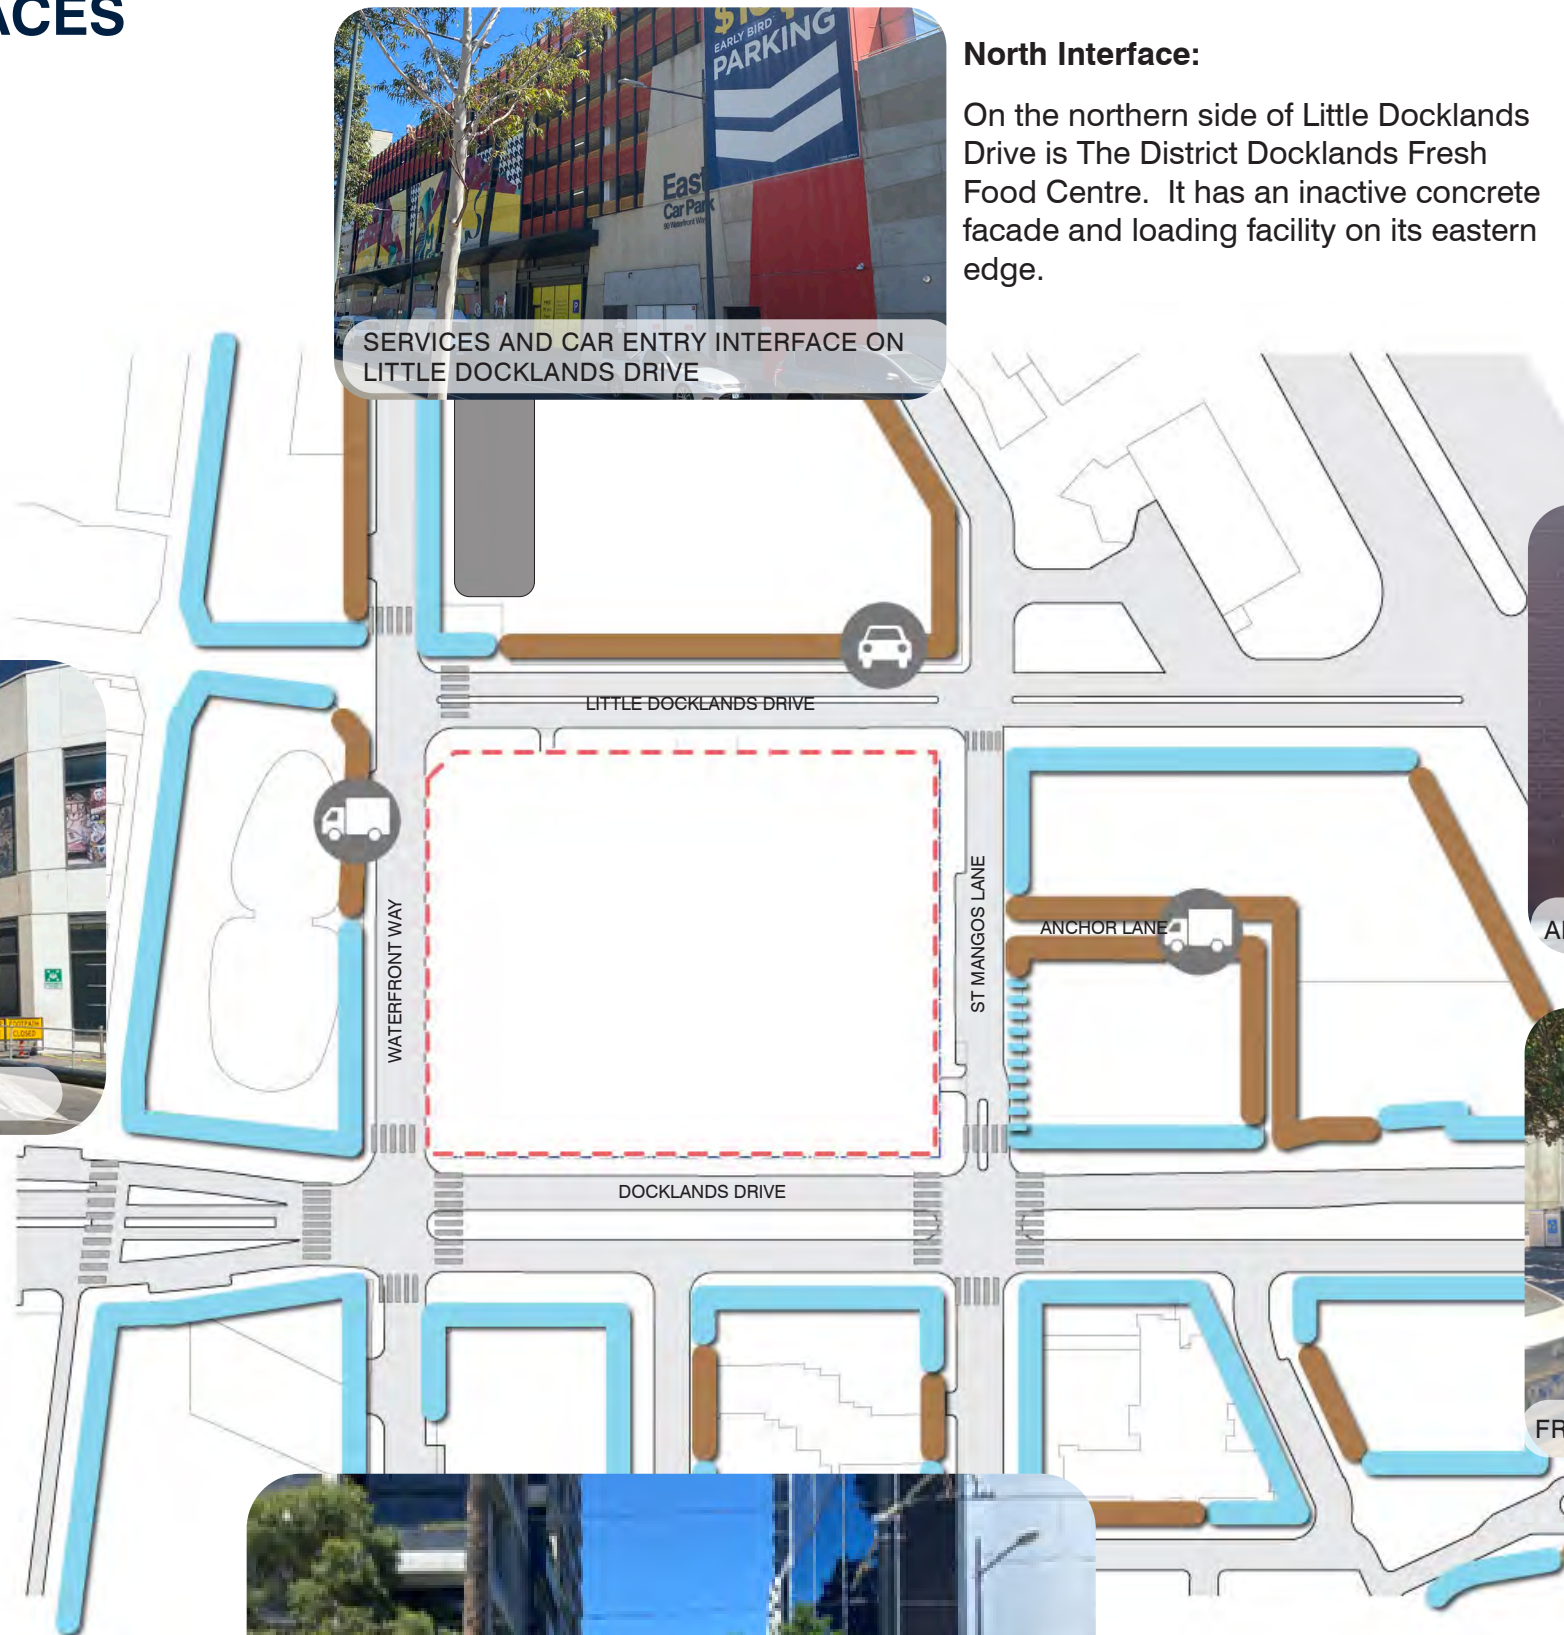 ACES
EARLY BIRD
PARKING
East
Car Park
SERVICES AND CAR ENTRY INTERFACE ON
LITTLE DOCKLANDS DRIVE
North Interface:
On the northern side of Little Docklands
Drive is The District Docklands Fresh
Food Centre. It has an inactive concrete
facade and loading facility on its eastern
edge.
LITTLE DOCKLANDS DRIVE
WATERFRONT WAY
ST MANGOS LANE
ANCHOR LANE
DOCKLANDS DRIVE
FOOTPATH
CLOSED
FR